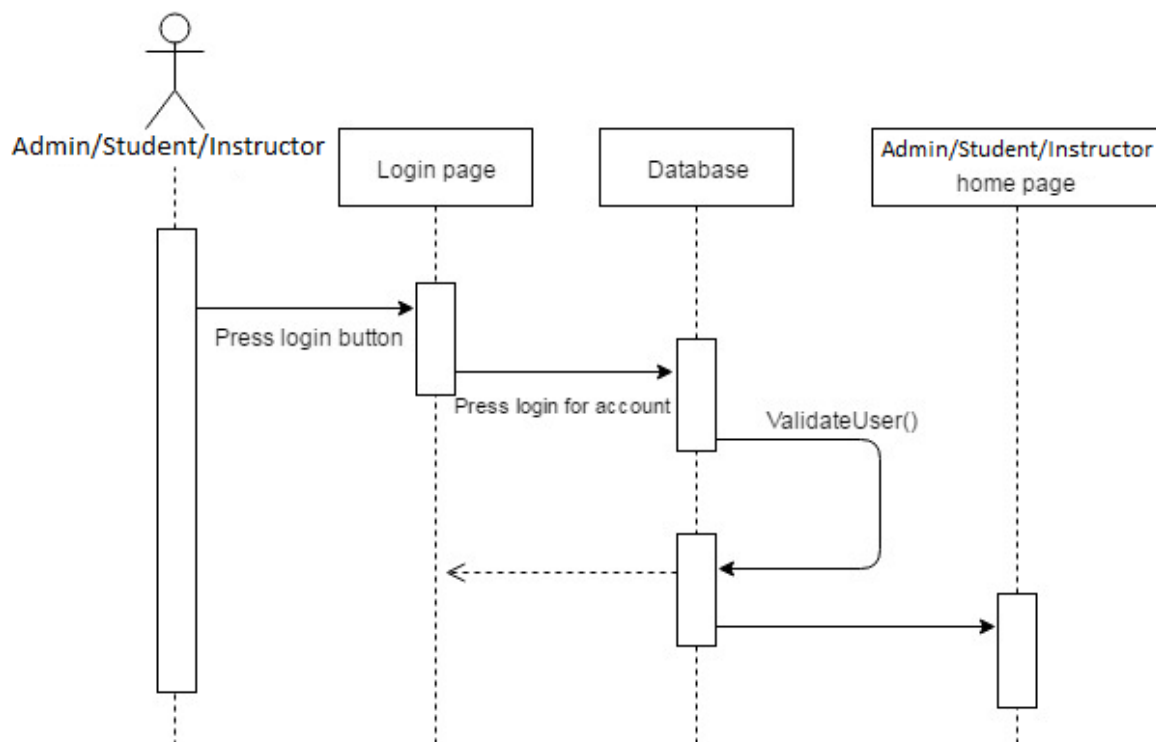 Admin/Student/Instructor
Login page
Database
Admin/Student/Instructor
home page
Press login button
Press login for account
ValidateUser()